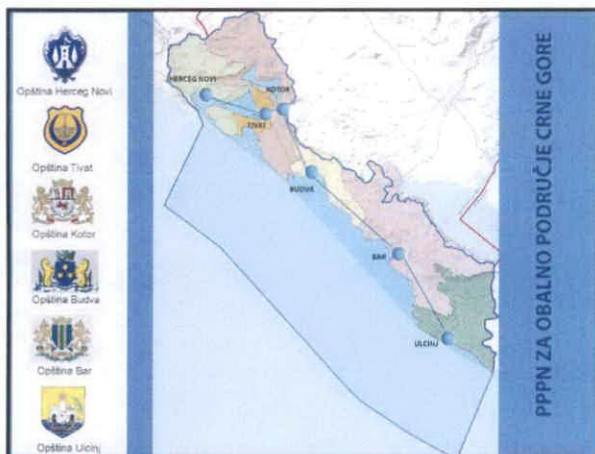 Opština Herceg Novi
Opština Tivat
Opština Kotor
Opština Budva
Opština Bar
Opština Ulcinj
HERCEG NOVI
KOTOR
TIVAT
BUDVA
BAR
ULCINJ
PPPN ZA OBALNO PODRUČJE CRNE GORE